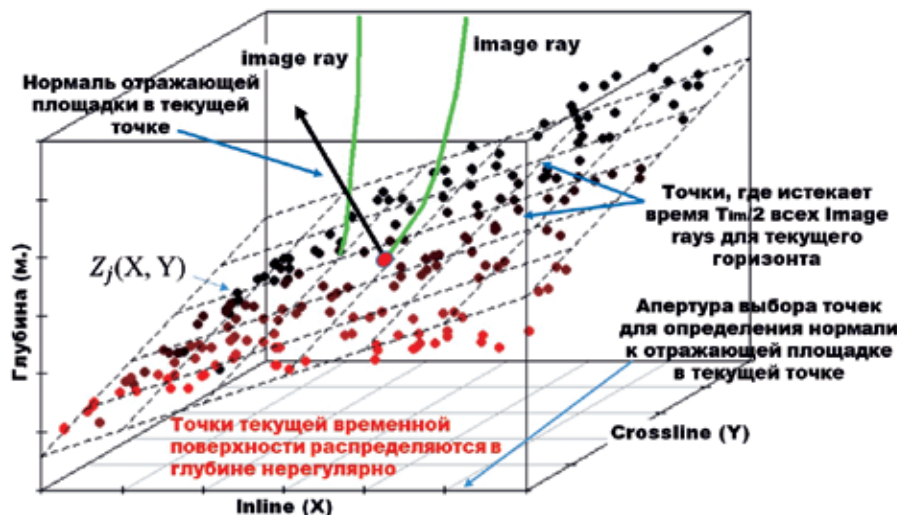 image ray
Image ray
Нормаль отражающей
площадки в текущей
точке
Точки, где истекает
время Tim/2 всех Image
rays для текущего
горизонта
Zj(X, Y)
Глубина (м.)
Апертура выбора точек
для определения нормали
к отражающей площадке
в текущей точке
Точки текущей временной
поверхности распределяются в
глубине нерегулярно
Crossline (Y)
Inline (X)